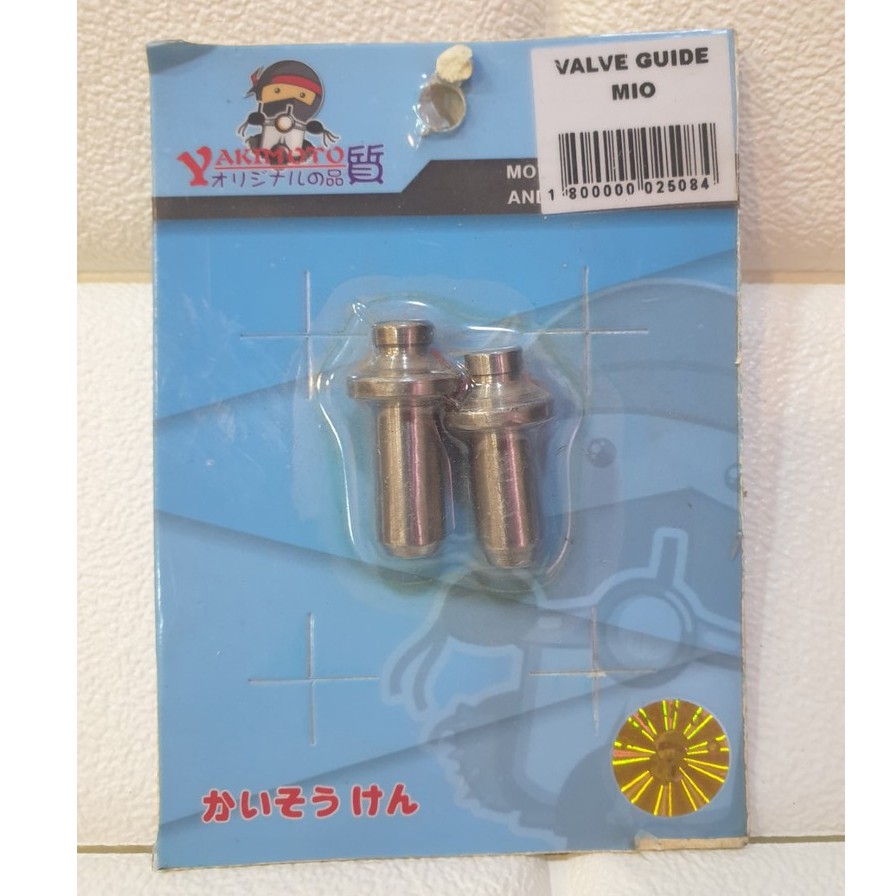 YAKIMOTO
オリジナルの品質
VALVE GUIDE
MIO
1 800000 025084
MO
AND
かいそうけん